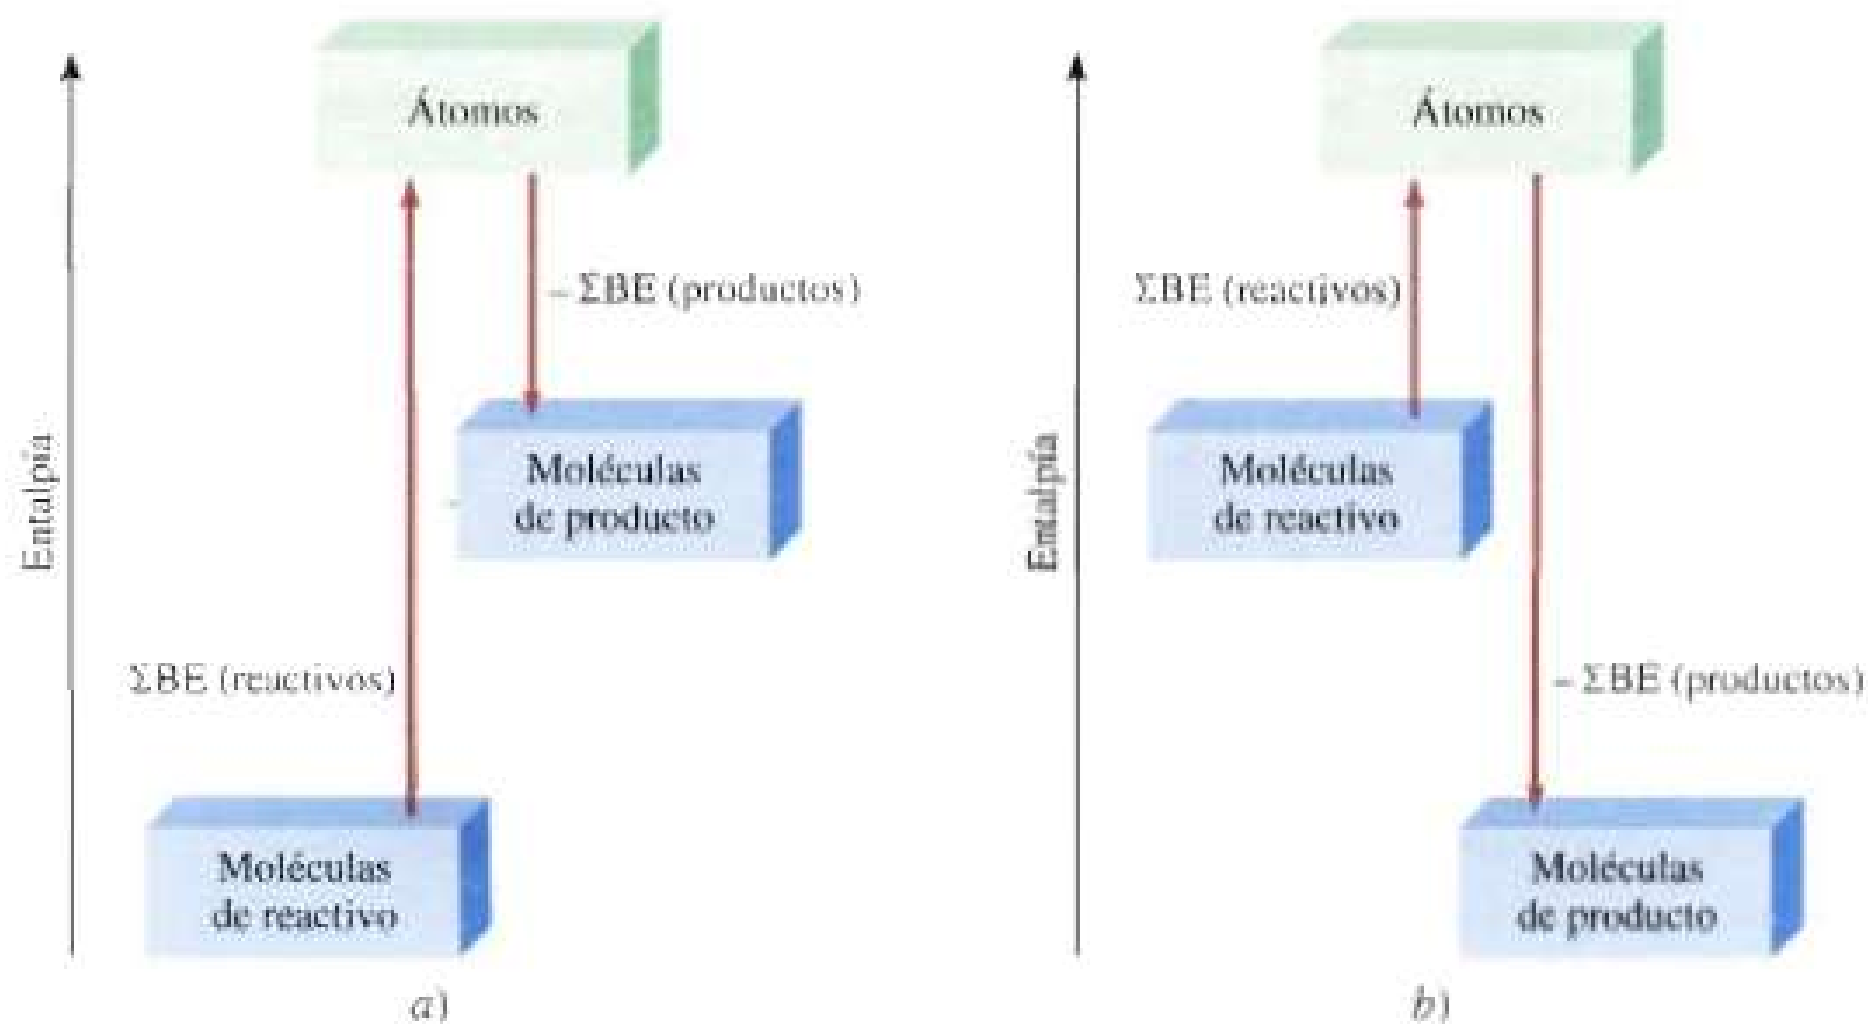 Entalpía
Átomos
– ΣBE (productos)
Moléculas
de producto
ΣBE (reactivos)
Moléculas
de reactivo
a)
Entalpía
Átomos
ΣBE (reactivos)
Moléculas
de reactivo
– ΣBE (productos)
Moléculas
de producto
b)